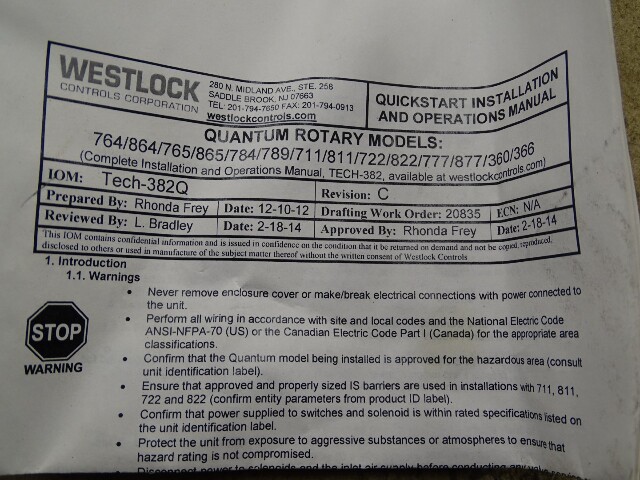 WESTLOCK
CONTROLS CORPORATION
280 N. MIDLAND AVE., STE. 258
SADDLE BROOK, NJ 07663
TEL: 201-794-7650 FAX: 201-794-0913
westlockcontrols.com
QUICKSTART INSTALLATION
AND OPERATIONS MANUAL
QUANTUM ROTARY MODELS:
764/864/765/865/784/789/711/811/722/822/777/877/360/366
(Complete Installation and Operations Manual, TECH-382, available at westlockcontrols.com)
IOM: Tech-382Q
Revision: C
Prepared By: Rhonda Frey
Date: 12-10-12
Drafting Work Order: 20835
ECN: N/A
Reviewed By: L. Bradley
Date: 2-18-14
Approved By: Rhonda Frey
Date: 2-18-14
This IOM contains confidential information and is issued in confidence on the condition that it be returned on demand and not be copied, reproduced,
disclosed to others or used in manufacture of the subject matter thereof without the written consent of Westlock Controls
1. Introduction
1.1. Warnings
STOP
WARNING
• Never remove enclosure cover or make/break electrical connections with power connected to
the unit.
• Perform all wiring in accordance with site and local codes and the National Electric Code
ANSI-NFPA-70 (US) or the Canadian Electric Code Part I (Canada) for the appropriate area
classifications.
• Confirm that the Quantum model being installed is approved for the hazardous area (consult
unit identification label).
• Ensure that approved and properly sized IS barriers are used in installations with 711, 811,
722 and 822 (confirm entity parameters from product ID label).
• Confirm that power supplied to switches and solenoid is within rated specifications listed on
the unit identification label.
• Protect the unit from exposure to aggressive substances or atmospheres to ensure that
hazard rating is not compromised.
• Disconnect power to solenoids and the inlet air supply before conducting any